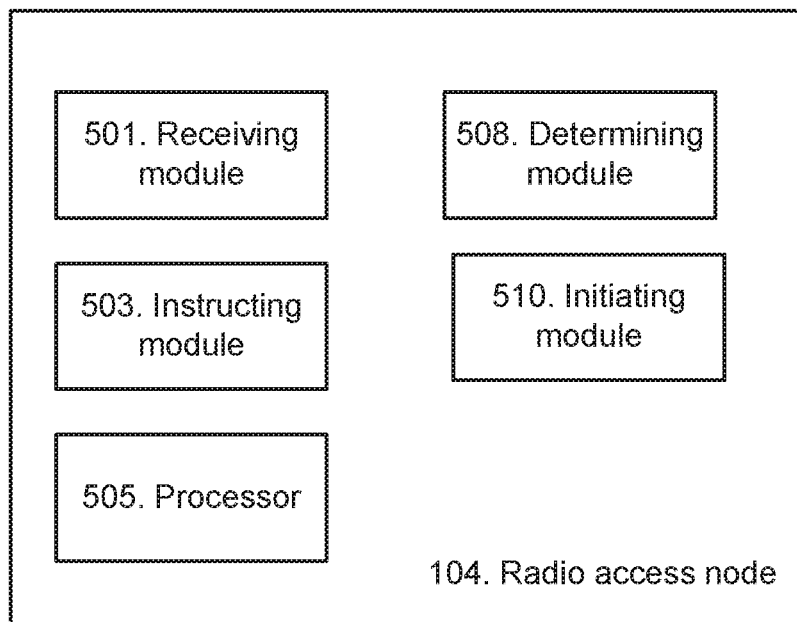 501. Receiving
module
508. Determining
module
503. Instructing
module
510. Initiating
module
505. Processor
104. Radio access node